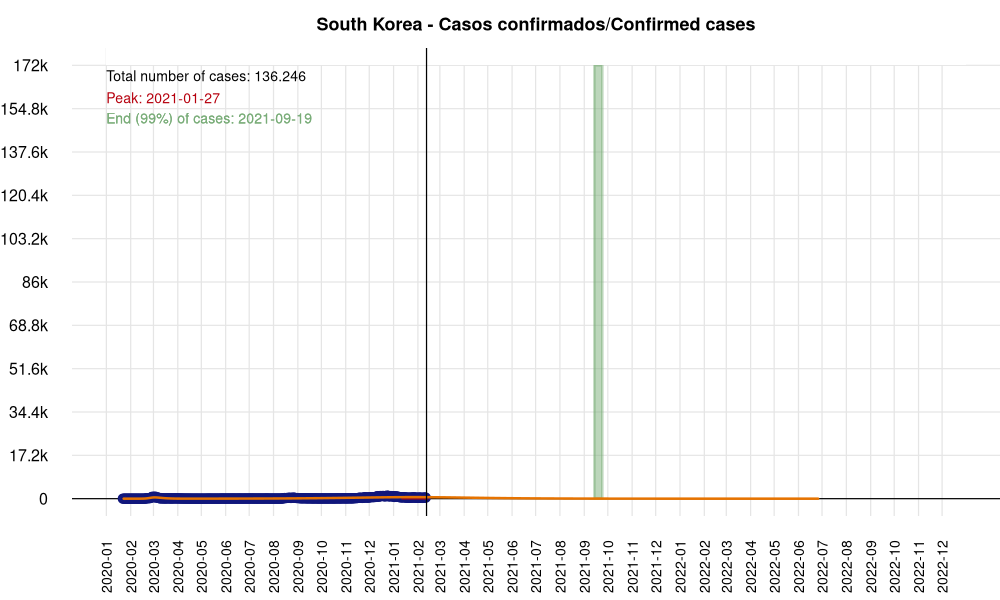 South Korea - Casos confirmados/Confirmed cases
Total number of cases: 136.246
Peak: 2021-01-27
End (99%) of cases: 2021-09-19
172k
154.8k
137.6k
120.4k
103.2k
86k
68.8k
51.6k
34.4k
17.2k
0
2020-01
2020-02
2020-03
2020-04
2020-05
2020-06
2020-07
2020-08
2020-09
2020-10
2020-11
2020-12
2021-01
2021-02
2021-03
2021-04
2021-05
2021-06
2021-07
2021-08
2021-09
2021-10
2021-11
2021-12
2022-01
2022-02
2022-03
2022-04
2022-05
2022-06
2022-07
2022-08
2022-09
2022-10
2022-11
2022-12